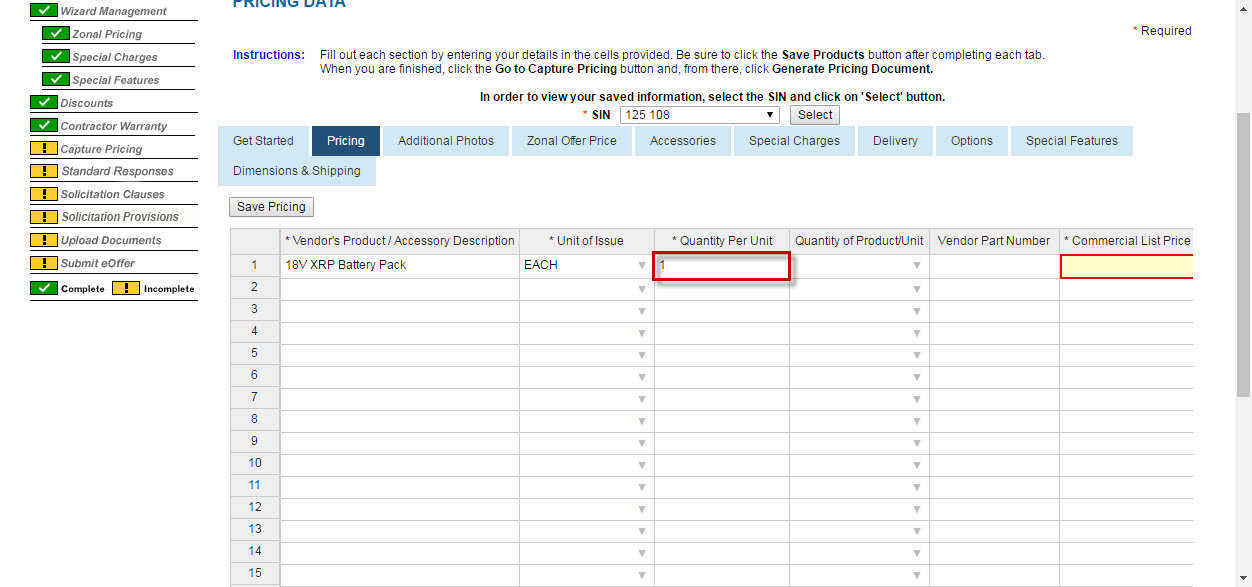 PRICING DATA
Wizard Management
Zonal Pricing
Special Charges
Special Features
Discounts
Contractor Warranty
Capture Pricing
Standard Responses
Solicitation Clauses
Solicitation Provisions
Upload Documents
Submit eOffer
Complete Incomplete
* Required
Instructions: Fill out each section by entering your details in the cells provided. Be sure to click the Save Products button after completing each tab.
When you are finished, click the Go to Capture Pricing button and, from there, click Generate Pricing Document.
In order to view your saved information, select the SIN and click on 'Select' button.
* SIN 125 108 Select
Get Started Pricing Additional Photos Zonal Offer Price Accessories Special Charges Delivery Options Special Features
Dimensions & Shipping
Save Pricing
* Vendor's Product / Accessory Description * Unit of Issue * Quantity Per Unit Quantity of Product/Unit Vendor Part Number * Commercial List Price
1 18V XRP Battery Pack EACH 1
2
3
4
5
6
7
8
9
10
11
12
13
14
15